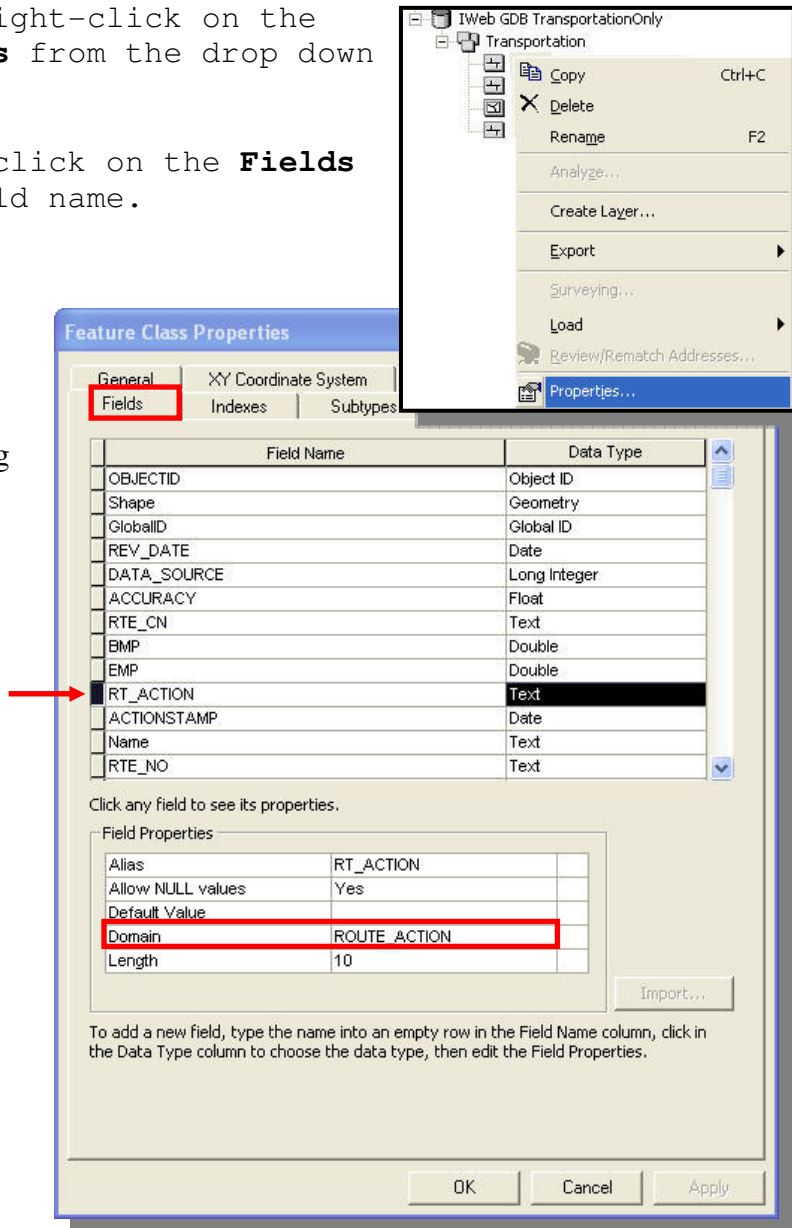 ight-click on the
s from the drop down
click on the Fields
ld name.
g
IWeb GDB TransportationOnly
Transportation
Copy Ctrl+C
Delete
Rename F2
Analyze...
Create Layer...
Export
Surveying...
Load
Review/Rematch Addresses...
Properties...
Feature Class Properties
General XY Coordinate System
Fields Indexes Subtypes
Field Name Data Type
OBJECTID Object ID
Shape Geometry
GlobalID Global ID
REV_DATE Date
DATA_SOURCE Long Integer
ACCURACY Float
RTE_CN Text
BMP Double
EMP Double
RT_ACTION Text
ACTIONSTAMP Date
Name Text
RTE_NO Text
Click any field to see its properties.
Field Properties
Alias RT_ACTION
Allow NULL values Yes
Default Value
Domain ROUTE_ACTION
Length 10
Import...
To add a new field, type the name into an empty row in the Field Name column, click in
the Data Type column to choose the data type, then edit the Field Properties.
OK Cancel Apply